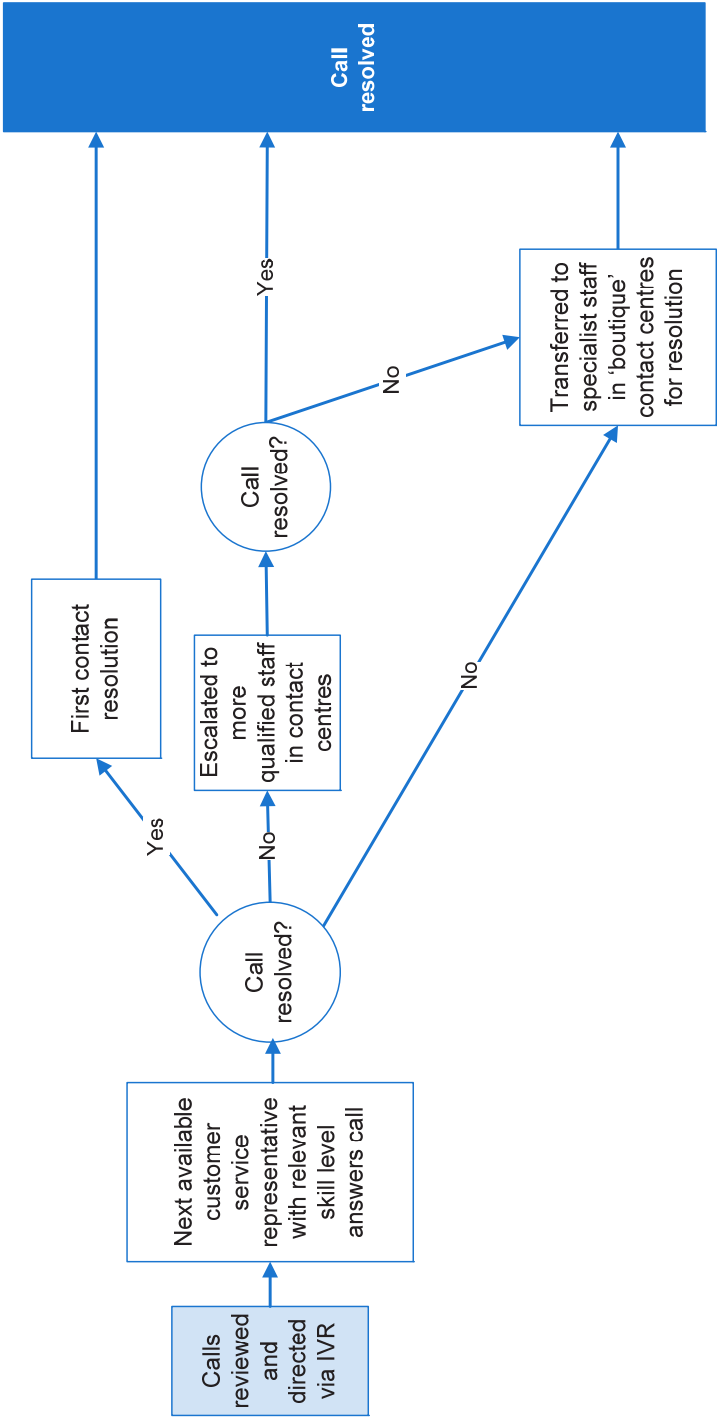 Calls
reviewed
and
directed
via IVR
Next available
customer
service
representative
with relevant
skill level
answers call
Call
resolved?
Yes
No
No
First contact
resolution
Escalated to
more
qualified staff
in contact
centres
Call
resolved?
Yes
No
Transferred to
specialist staff
in ‘boutique’
contact centres
for resolution
Call
resolved